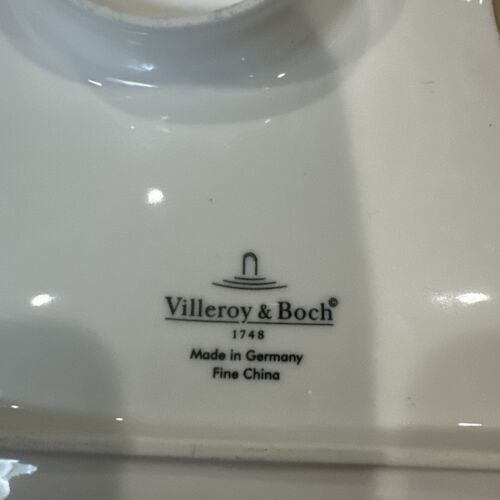 Villeroy & Boch©
1748
Made in Germany
Fine China